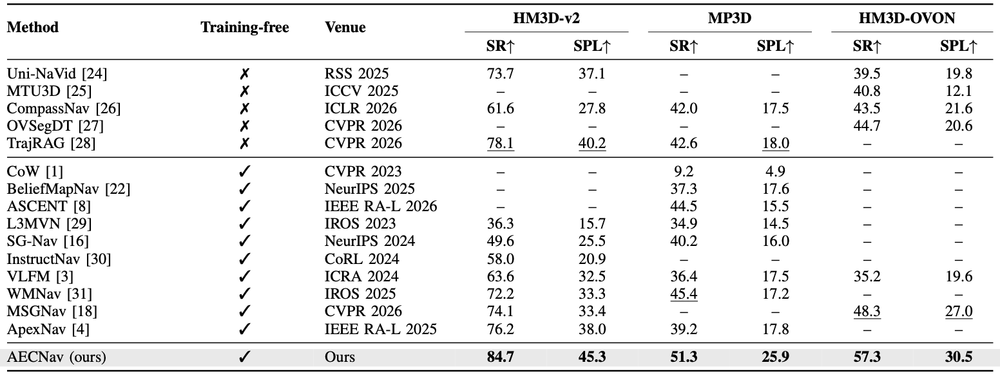 Method Training-free Venue HM3D-v2 MP3D HM3D-OVON
SR↑ SPL↑ SR↑ SPL↑ SR↑ SPL↑
Uni-NaVid [24] ✗ RSS 2025 73.7 37.1 – – 39.5 19.8
MTU3D [25] ✗ ICCV 2025 – – – – 40.8 12.1
CompassNav [26] ✗ ICLR 2026 61.6 27.8 42.0 17.5 43.5 21.6
OVSegDT [27] ✗ CVPR 2026 – – – – 44.7 20.6
TrajRAG [28] ✗ CVPR 2026 78.1 40.2 42.6 18.0 – –
CoW [1] ✓ CVPR 2023 – – 9.2 4.9 – –
BeliefMapNav [22] ✓ NeurIPS 2025 – – 37.3 17.6 – –
ASCENT [8] ✓ IEEE RA-L 2026 – – 44.5 15.5 – –
L3MVN [29] ✓ IROS 2023 36.3 15.7 34.9 14.5 – –
SG-Nav [16] ✓ NeurIPS 2024 49.6 25.5 40.2 16.0 – –
InstructNav [30] ✓ CoRL 2024 58.0 20.9 – – – –
VLFM [3] ✓ ICRA 2024 63.6 32.5 36.4 17.5 35.2 19.6
WMNav [31] ✓ IROS 2025 72.2 33.3 45.4 17.2 – –
MSGNav [18] ✓ CVPR 2026 74.1 33.4 – – 48.3 27.0
ApexNav [4] ✓ IEEE RA-L 2025 76.2 38.0 39.2 17.8 – –
AECNav (ours) ✓ Ours 84.7 45.3 51.3 25.9 57.3 30.5